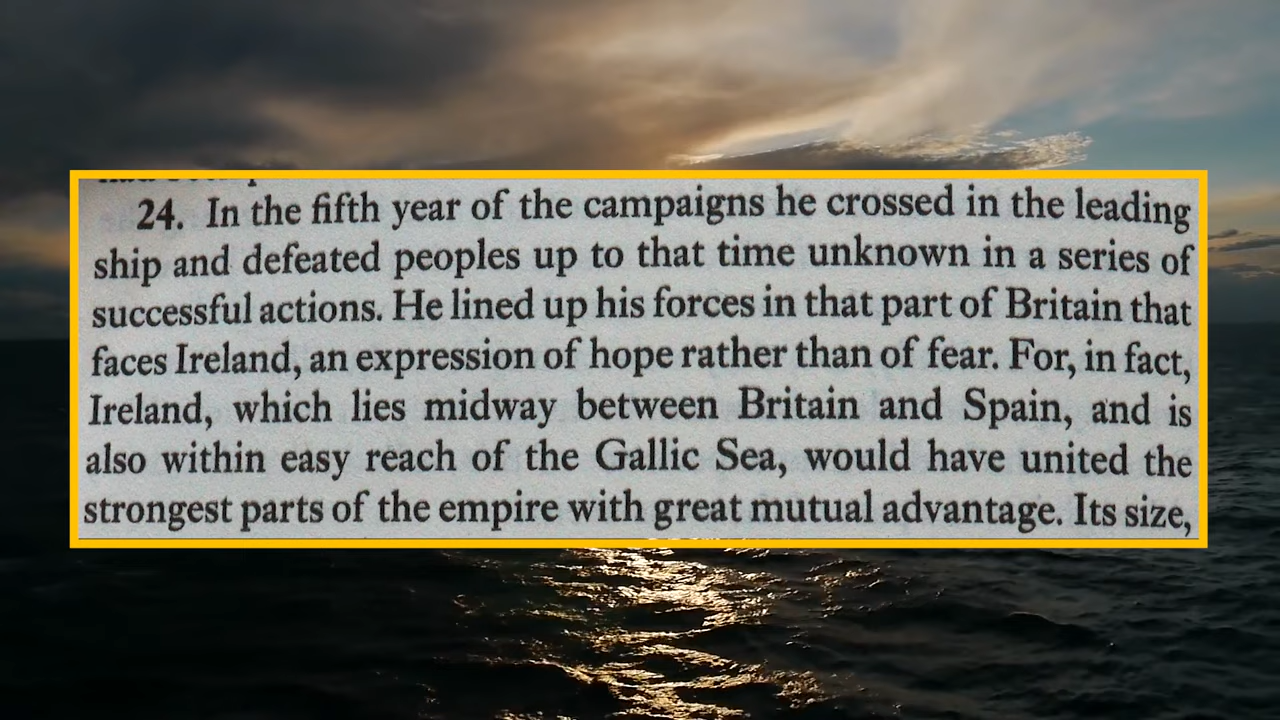 24. In the fifth year of the campaigns he crossed in the leading
ship and defeated peoples up to that time unknown in a series of
successful actions. He lined up his forces in that part of Britain that
faces Ireland, an expression of hope rather than of fear. For, in fact,
Ireland, which lies midway between Britain and Spain, and is
also within easy reach of the Gallic Sea, would have united the
strongest parts of the empire with great mutual advantage. Its size,